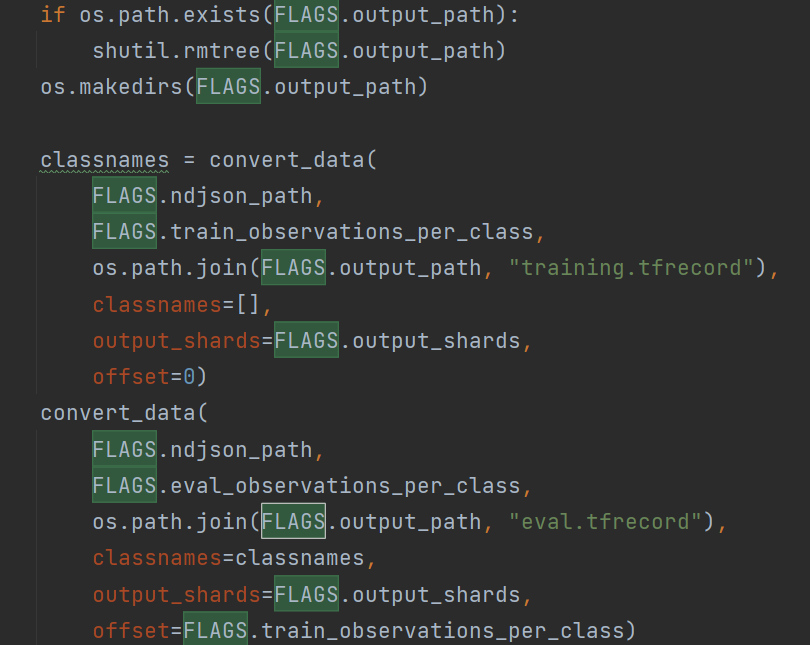 if os.path.exists(FLAGS.output_path):
    shutil.rmtree(FLAGS.output_path)
os.makedirs(FLAGS.output_path)

classnames = convert_data(
    FLAGS.ndjson_path,
    FLAGS.train_observations_per_class,
    os.path.join(FLAGS.output_path, "training.tfrecord"),
    classnames=[],
    output_shards=FLAGS.output_shards,
    offset=0)
convert_data(
    FLAGS.ndjson_path,
    FLAGS.eval_observations_per_class,
    os.path.join(FLAGS.output_path, "eval.tfrecord"),
    classnames=classnames,
    output_shards=FLAGS.output_shards,
    offset=FLAGS.train_observations_per_class)